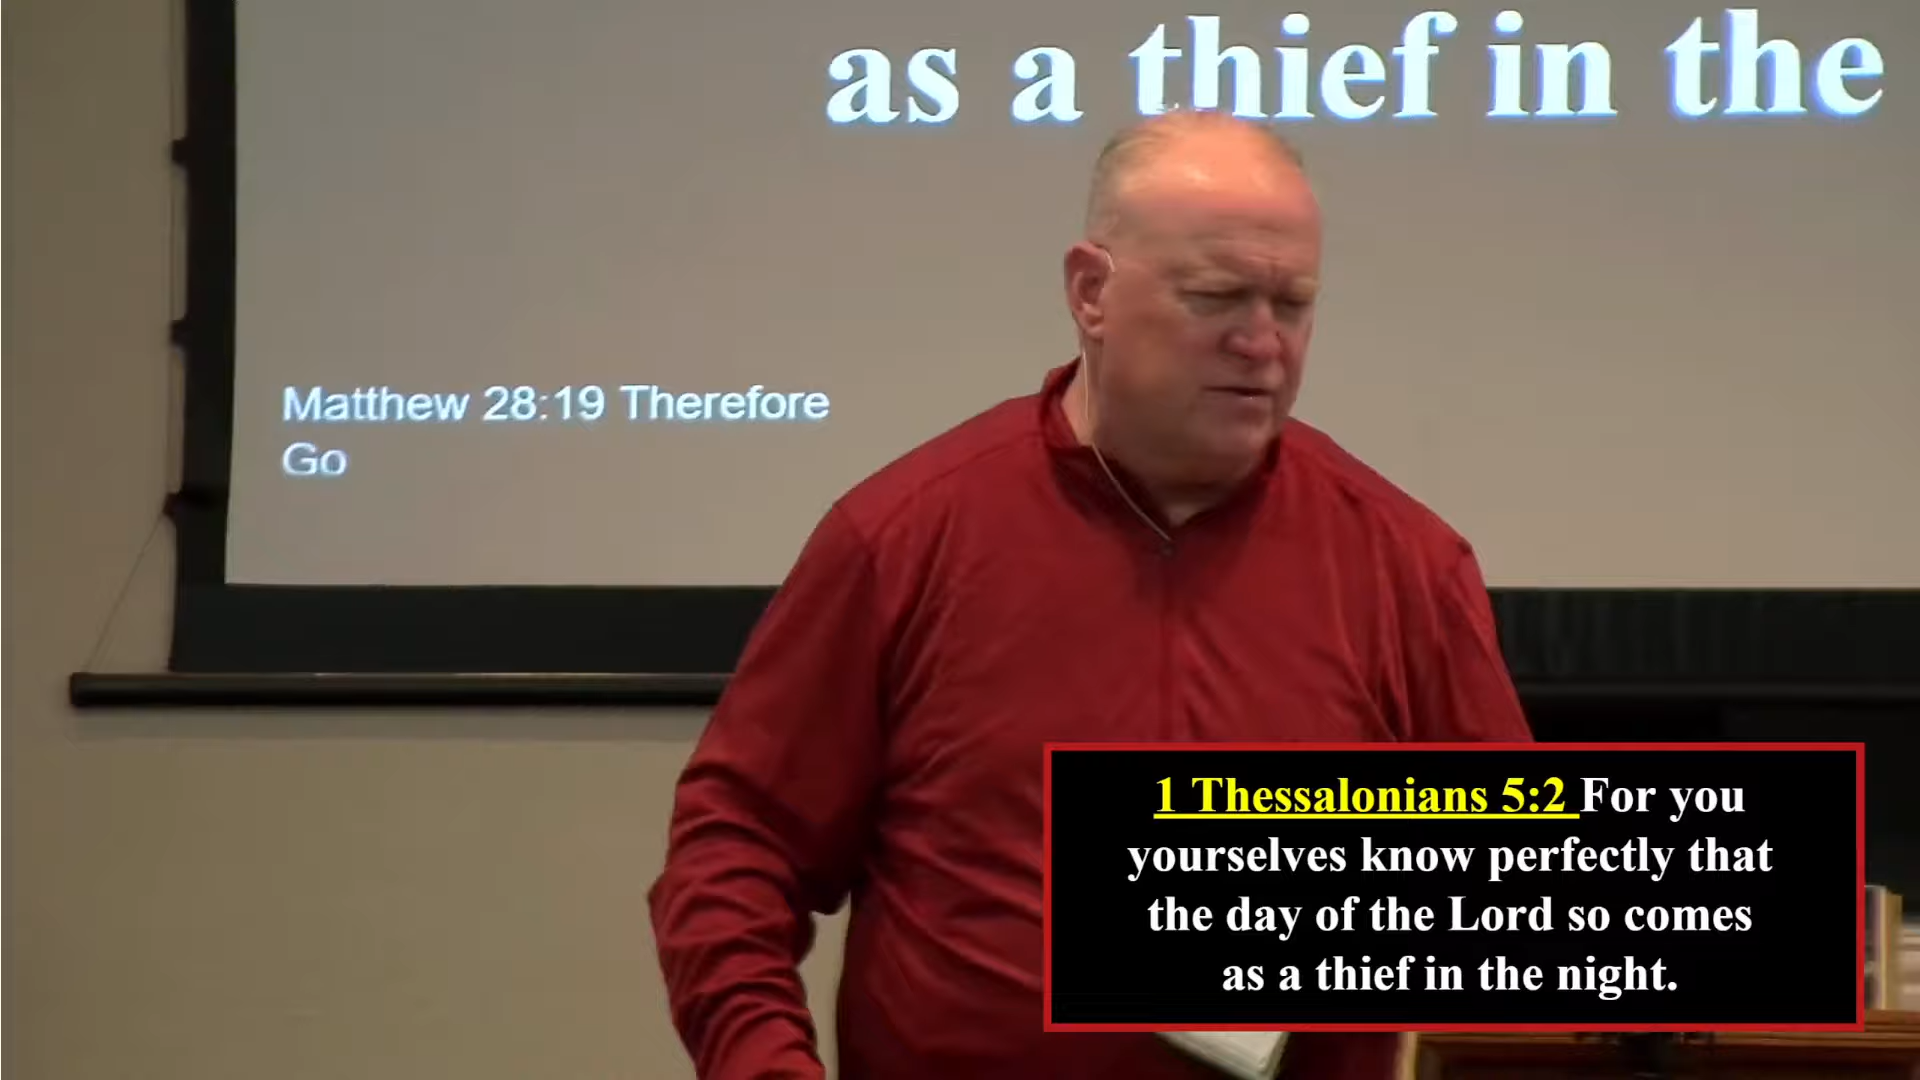 as a thief in the
Matthew 28:19 Therefore
Go
1 Thessalonians 5:2 For you
yourselves know perfectly that
the day of the Lord so comes
as a thief in the night.